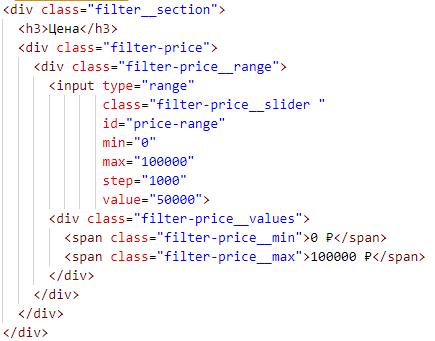 <div class="filter__section">
<h3>Цена</h3>
<div class="filter-price">
<div class="filter-price__range">
<input type="range"
class="filter-price__slider "
id="price-range"
min="0"
max="100000"
step="1000"
value="50000">
<div class="filter-price__values">
<span class="filter-price__min">0 ₽</span>
<span class="filter-price__max">100000 ₽</span>
</div>
</div>
</div>
</div>